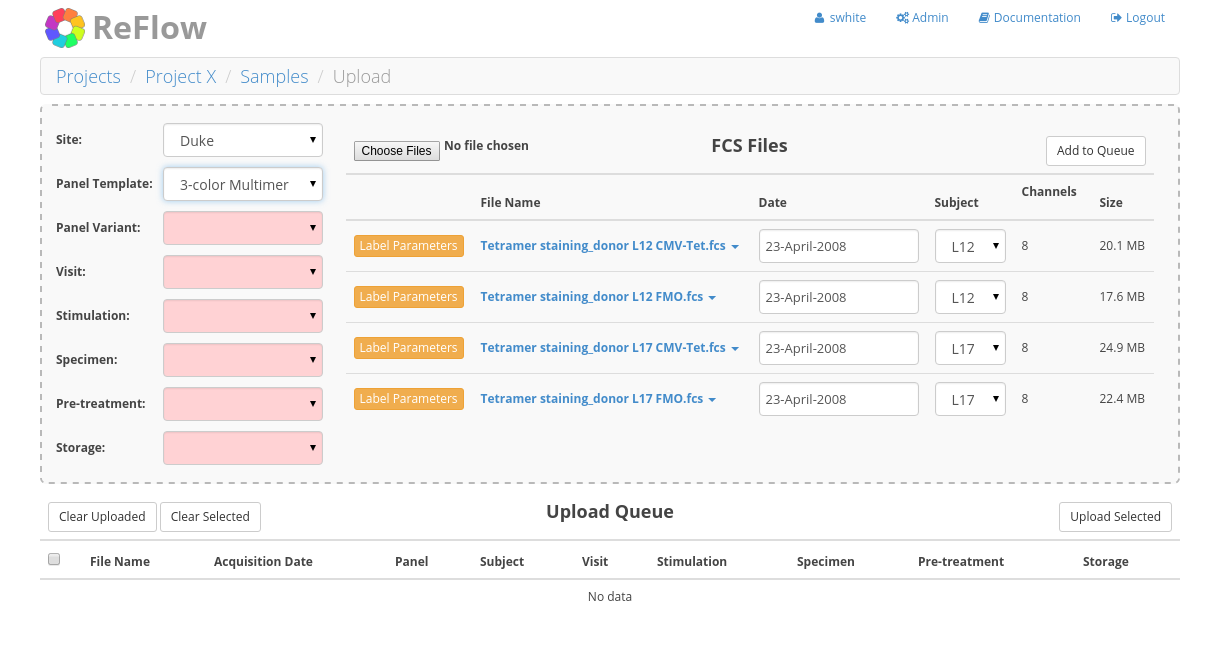 ReFlow
swhite Admin Documentation Logout
Projects / Project X / Samples / Upload
Site: Duke
Panel Template: 3-color Multimer
Panel Variant:
Visit:
Stimulation:
Specimen:
Pre-treatment:
Storage:
Choose Files No file chosen FCS Files Add to Queue
File Name Date Subject Channels Size
Label Parameters Tetramer staining_donor L12 CMV-Tet.fcs 23-April-2008 L12 8 20.1 MB
Label Parameters Tetramer staining_donor L12 FMO.fcs 23-April-2008 L12 8 17.6 MB
Label Parameters Tetramer staining_donor L17 CMV-Tet.fcs 23-April-2008 L17 8 24.9 MB
Label Parameters Tetramer staining_donor L17 FMO.fcs 23-April-2008 L17 8 22.4 MB
Clear Uploaded Clear Selected Upload Queue Upload Selected
File Name Acquisition Date Panel Subject Visit Stimulation Specimen Pre-treatment Storage
No data